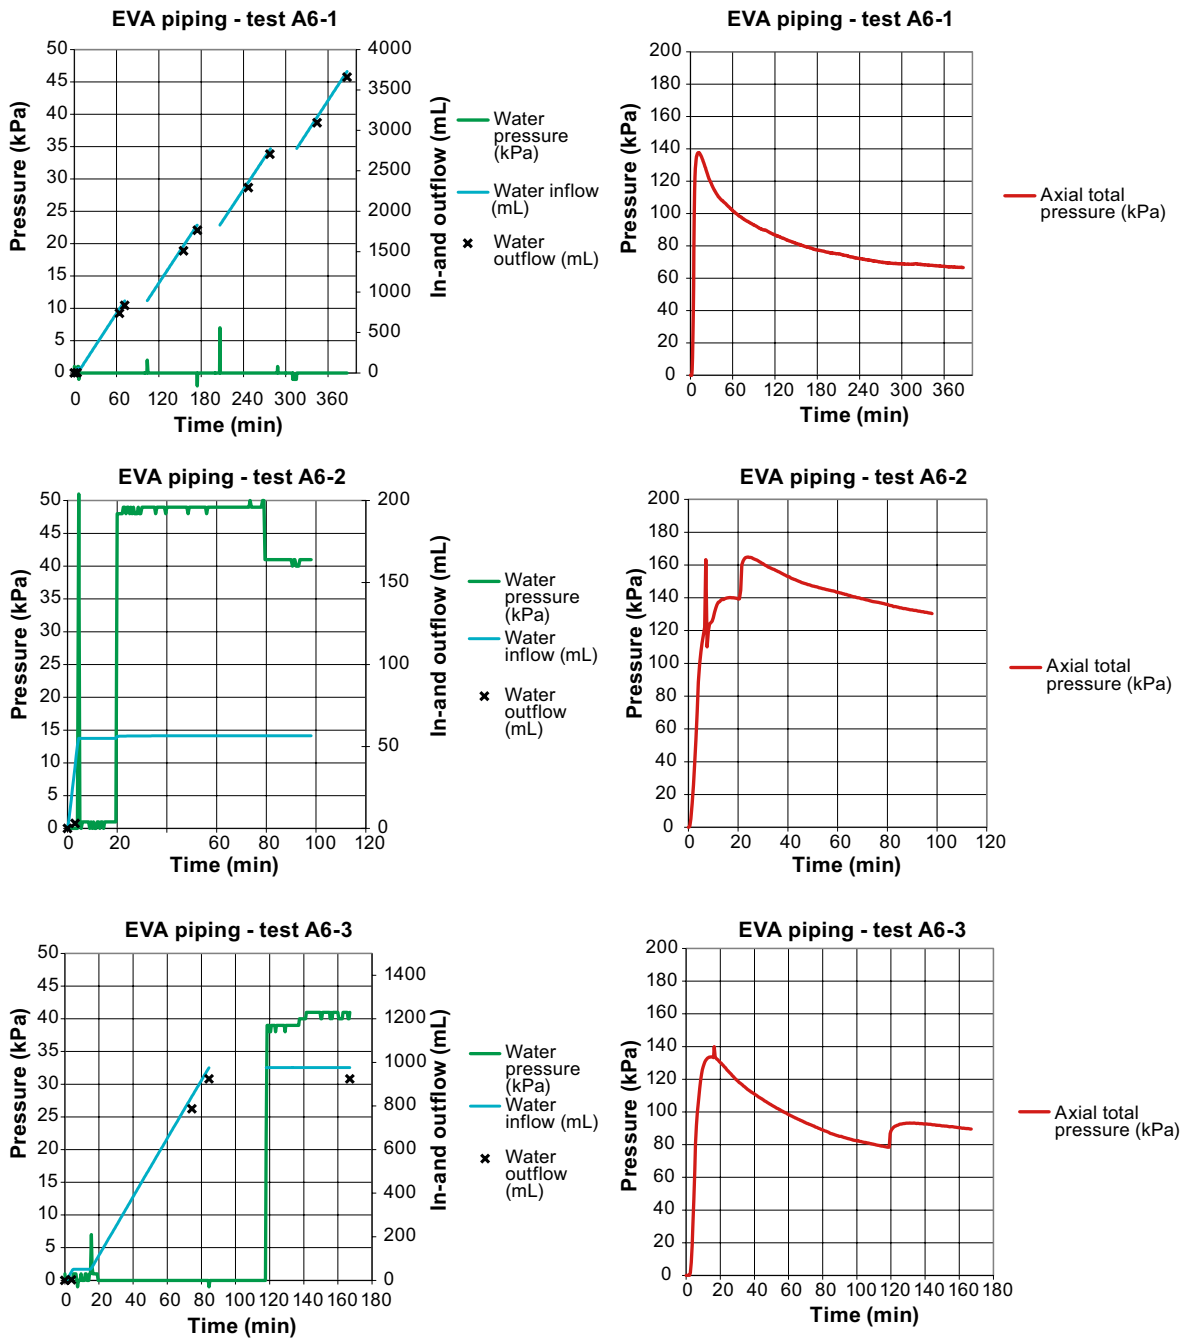 EVA piping - test A6-1
50
45
40
35
30
25
20
15
10
5
0
Pressure (kPa)
4000
3500
3000
2500
2000
1500
1000
500
0
In-and outflow (mL)
0 60 120 180 240 300 360
Time (min)
Water
pressure
(kPa)
Water inflow
(mL)
Water
outflow (mL)
EVA piping - test A6-1
200
180
160
140
120
100
80
60
40
20
0
Pressure (kPa)
0 60 120 180 240 300 360
Time (min)
Axial total
pressure (kPa)
EVA piping - test A6-2
50
45
40
35
30
25
20
15
10
5
0
Pressure (kPa)
200
150
100
50
0
In-and outflow (mL)
0 20 40 60 80 100 120
Time (min)
Water
pressure
(kPa)
Water
inflow (mL)
Water
outflow
(mL)
EVA piping - test A6-2
200
180
160
140
120
100
80
60
40
20
0
Pressure (kPa)
0 20 40 60 80 100 120
Time (min)
Axial total
pressure (kPa)
EVA piping - test A6-3
50
45
40
35
30
25
20
15
10
5
0
Pressure (kPa)
1400
1200
1000
800
600
400
200
0
In-and outflow (mL)
0 20 40 60 80 100 120 140 160 180
Time (min)
Water
pressure
(kPa)
Water
inflow (mL)
Water
outflow
(mL)
EVA piping - test A6-3
200
180
160
140
120
100
80
60
40
20
0
Pressure (kPa)
0 20 40 60 80 100 120 140 160 180
Time (min)
Axial total
pressure (kPa)